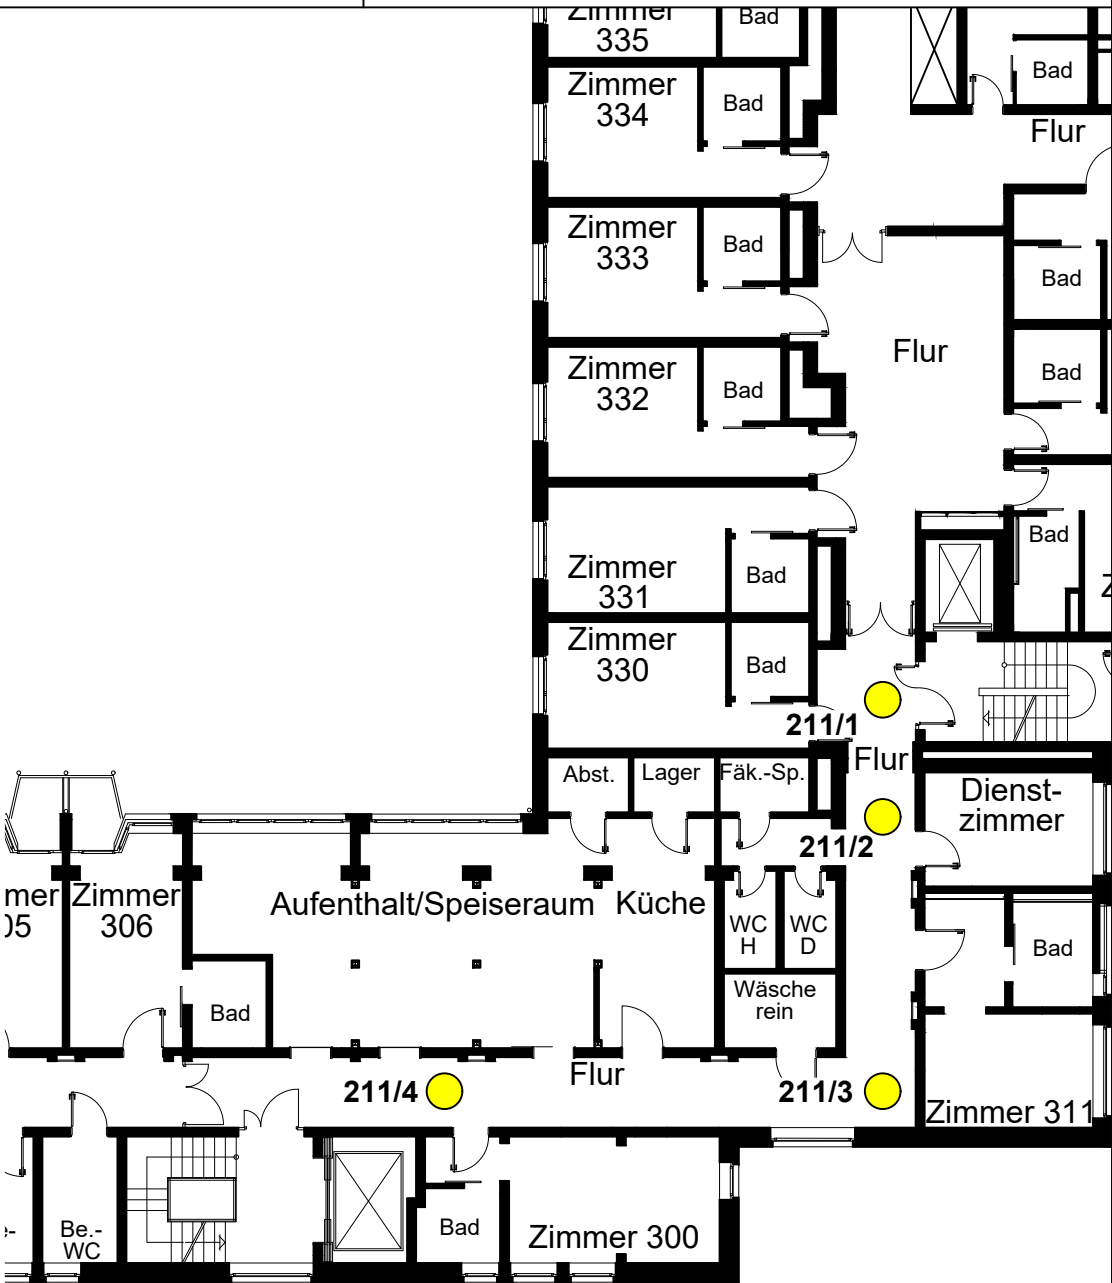 Zimmer
335
Bad
Zimmer
334
Bad
Bad
Flur
Zimmer
333
Bad
Bad
Flur
Zimmer
332
Bad
Bad
Bad
Zimmer
331
Bad
Zimmer
330
Bad
211/1
Flur
Abst.
Lager
Fäk.-Sp.
Dienst-
zimmer
211/2
Zimmer
306
05
Aufenthalt/Speiseraum
Küche
WC
H
WC
D
Bad
Bad
Wäsche
rein
Flur
211/4
211/3
Zimmer 311
Be.-
WC
Bad
Zimmer 300